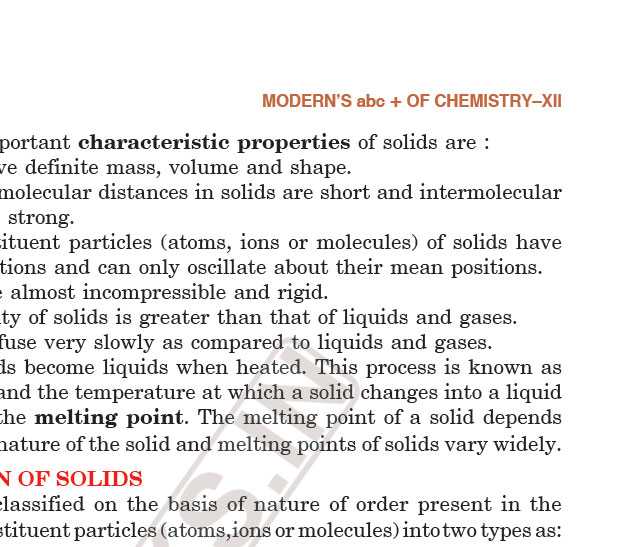 MODERN'S abc + OF CHEMISTRY–XII
portant characteristic properties of solids are :
ve definite mass, volume and shape.
molecular distances in solids are short and intermolecular
strong.
tituent particles (atoms, ions or molecules) of solids have
tions and can only oscillate about their mean positions.
e almost incompressible and rigid.
ity of solids is greater than that of liquids and gases.
fuse very slowly as compared to liquids and gases.
ds become liquids when heated. This process is known as
and the temperature at which a solid changes into a liquid
the melting point. The melting point of a solid depends
nature of the solid and melting points of solids vary widely.
N OF SOLIDS
classified on the basis of nature of order present in the
stituent particles (atoms,ions or molecules) into two types as:
S.IN